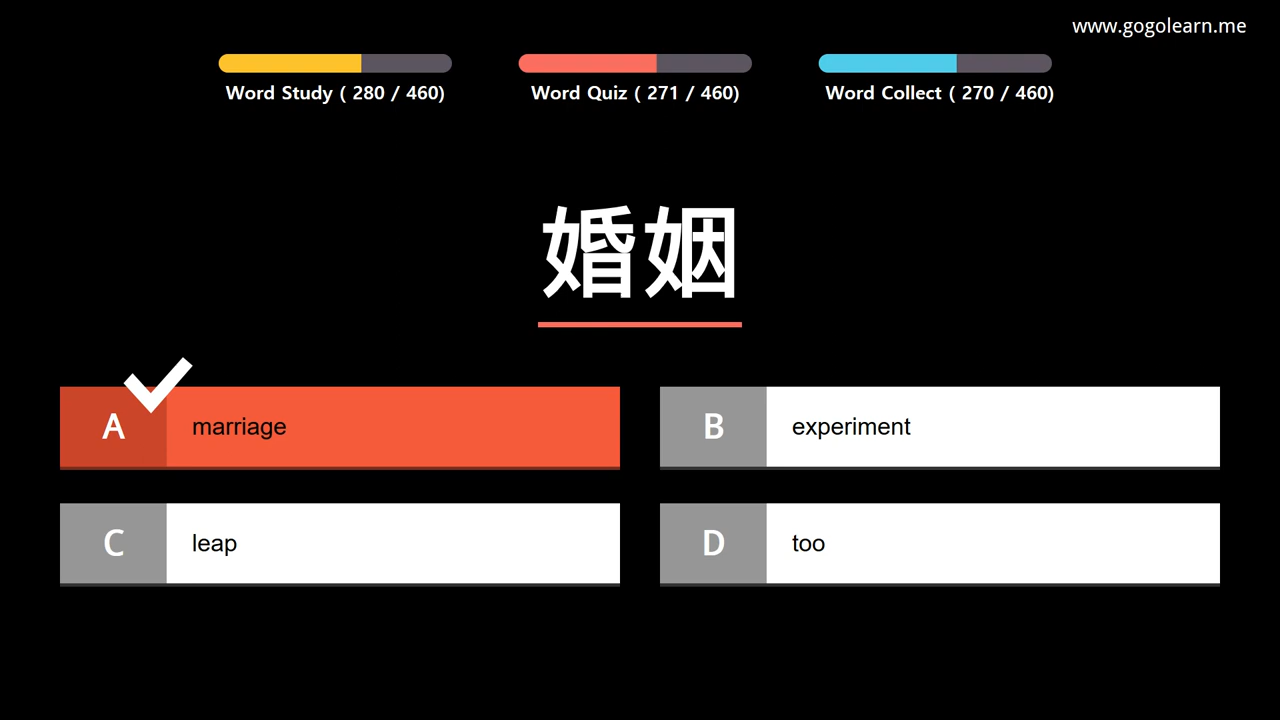 www.gogolearn.me
Word Study ( 280 / 460)
Word Quiz ( 271 / 460)
Word Collect ( 270 / 460)
婚姻
A marriage
B experiment
C leap
D too